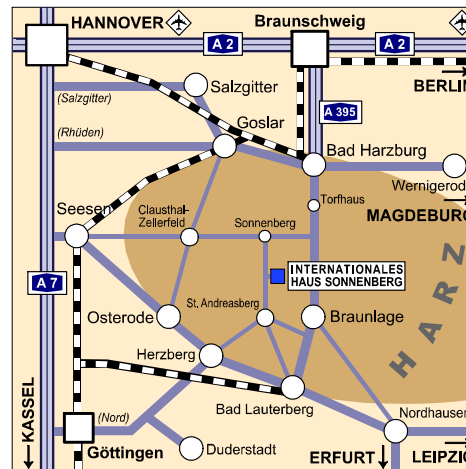 HANNOVER
Braunschweig
A 2
A 2
BERLIN
Salzgitter
(Salzgitter)
A 395
Goslar
(Rhüden)
Bad Harzburg
Wernigerod
Torfhaus
Seesen
Clausthal-
Zellerfeld
Sonnenberg
MAGDEBURG
INTERNATIONALES
HAUS SONNENBERG
A 7
St. Andreasberg
HARZ
Osterode
Braunlage
Herzberg
Bad Lauterberg
KASSEL
(Nord)
Nordhausen
Göttingen
Duderstadt
ERFURT
LEIPZIG